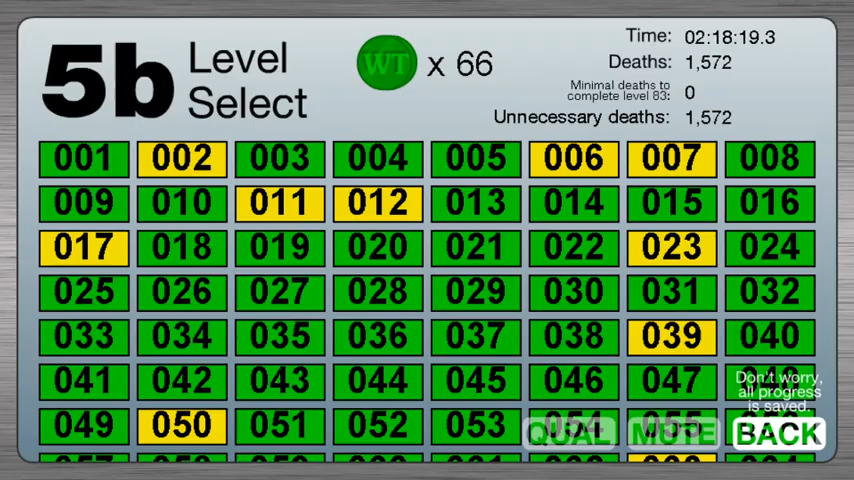 5b Level Select
WT x 66
Time: 02:18:19.3
Deaths: 1,572
Minimal deaths to complete level 83: 0
Unnecessary deaths: 1,572
001 002 003 004 005 006 007 008
009 010 011 012 013 014 015 016
017 018 019 020 021 022 023 024
025 026 027 028 029 030 031 032
033 034 035 036 037 038 039 040
041 042 043 044 045 046 047
Don't worry,
all progress
is saved.
049 050 051 052 053 054 055
QUAL MUTE BACK